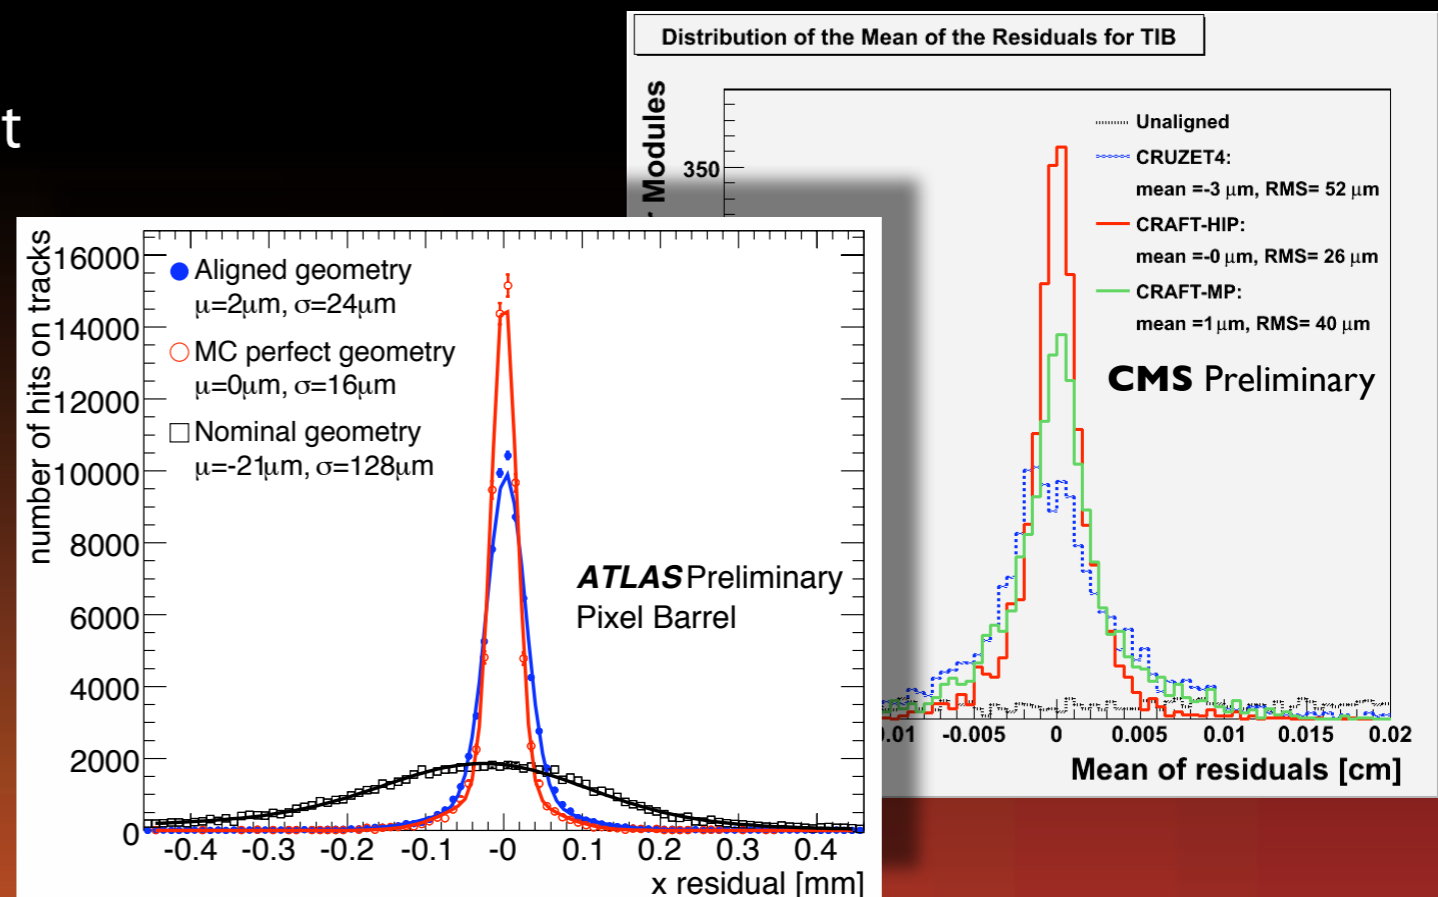 t
Distribution of the Mean of the Residuals for TIB
Modules
350
Unaligned
CRUZET4:
mean =-3 μm, RMS= 52 μm
CRAFT-HIP:
mean =-0 μm, RMS= 26 μm
CRAFT-MP:
mean =1 μm, RMS= 40 μm
CMS Preliminary
-0.005 0 0.005 0.01 0.015 0.02
Mean of residuals [cm]
number of hits on tracks
16000
14000
12000
10000
8000
6000
4000
2000
0
Aligned geometry
μ=2μm, σ=24μm
MC perfect geometry
μ=0μm, σ=16μm
Nominal geometry
μ=-21μm, σ=128μm
ATLAS Preliminary
Pixel Barrel
-0.4 -0.3 -0.2 -0.1 -0 0.1 0.2 0.3 0.4
x residual [mm]